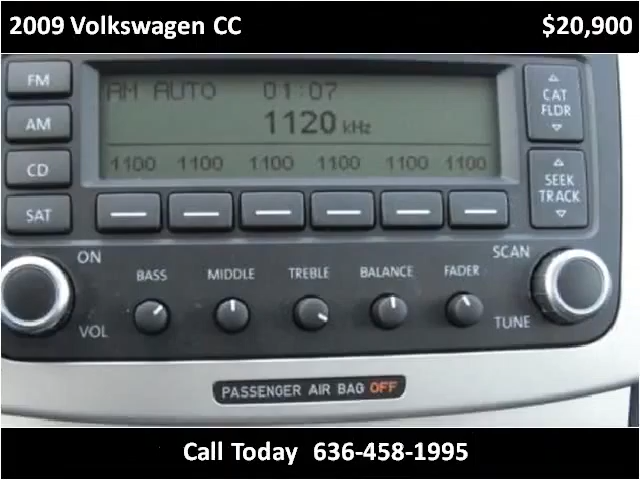 2009 Volkswagen CC $20,900
FM AM AUTO 01:07 CAT FLDR
AM 1120 kHz
CD 1100 1100 1100 1100 1100 1100 SEEK TRACK
SAT
ON SCAN
BASS MIDDLE TREBLE BALANCE FADER
VOL TUNE
PASSENGER AIR BAG OFF
Call Today 636-458-1995